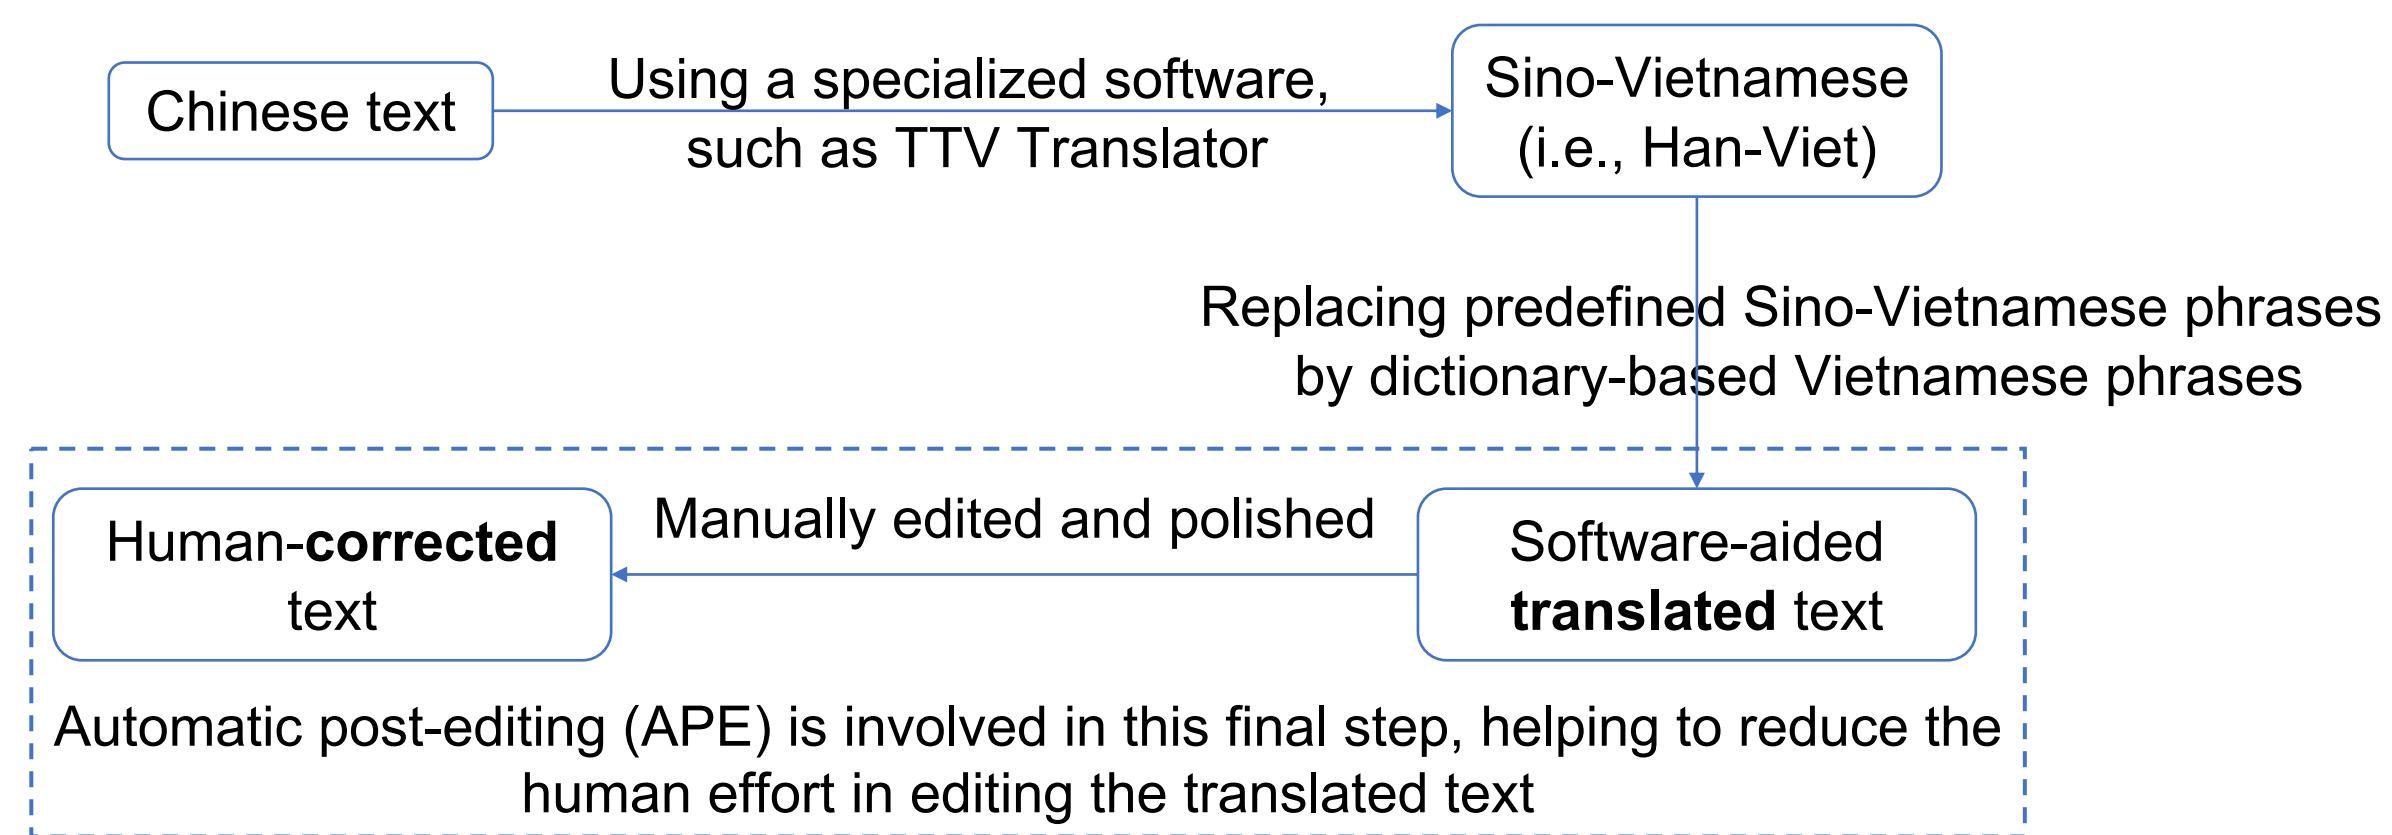 Chinese text
Using a specialized software,
such as TTV Translator
Sino-Vietnamese
(i.e., Han-Viet)
Replacing predefined Sino-Vietnamese phrases
by dictionary-based Vietnamese phrases
Software-aided
translated text
Manually edited and polished
Human-corrected
text
Automatic post-editing (APE) is involved in this final step, helping to reduce the
human effort in editing the translated text